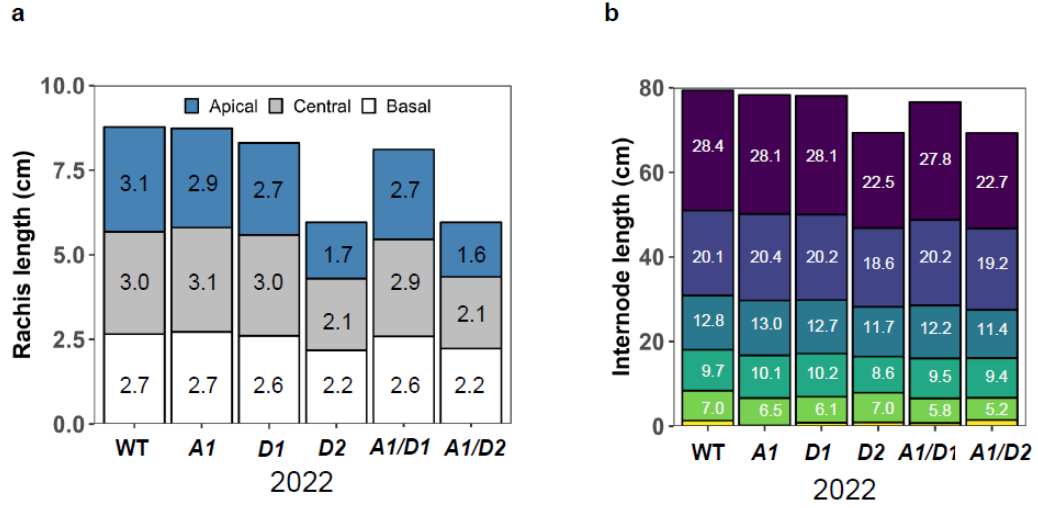 a
10.0
7.5
5.0
2.5
0.0
Rachis length (cm)
Apical Central Basal
3.1 2.9 2.7 1.7 2.7 1.6
3.0 3.1 3.0 2.1 2.9 2.1
2.7 2.7 2.6 2.2 2.6 2.2
WT A1 D1 D2 A1/D1 A1/D2
2022
b
80
60
40
20
0
Internode length (cm)
28.4 28.1 28.1 22.5 27.8 22.7
20.1 20.4 20.2 18.6 20.2 19.2
12.8 13.0 12.7 11.7 12.2 11.4
9.7 10.1 10.2 8.6 9.5 9.4
7.0 6.5 6.1 7.0 5.8 5.2
WT A1 D1 D2 A1/D1 A1/D2
2022